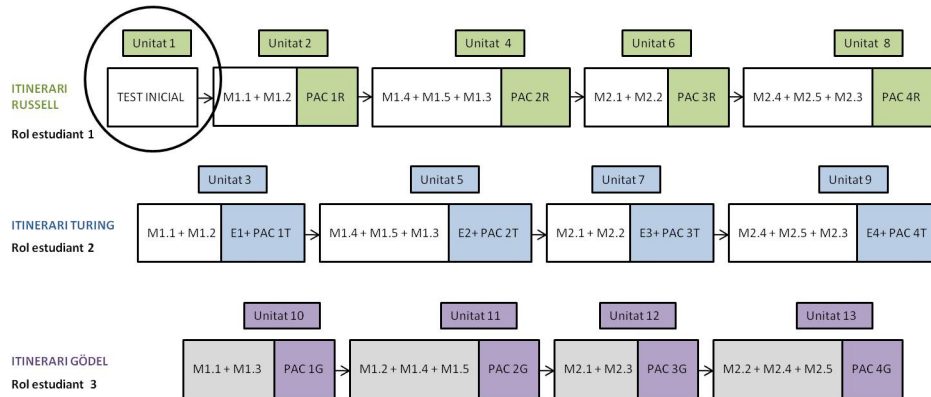 Unitat 1
Unitat 2
Unitat 4
Unitat 6
Unitat 8
ITINERARI
RUSSELL
Rol estudiant 1
TEST INICIAL
M1.1 + M1.2
PAC 1R
M1.4 + M1.5 + M1.3
PAC 2R
M2.1 + M2.2
PAC 3R
M2.4 + M2.5 + M2.3
PAC 4R
Unitat 3
Unitat 5
Unitat 7
Unitat 9
ITINERARI TURING
Rol estudiant 2
M1.1 + M1.2
E1+ PAC 1T
M1.4 + M1.5 + M1.3
E2+ PAC 2T
M2.1 + M2.2
E3+ PAC 3T
M2.4 + M2.5 + M2.3
E4+ PAC 4T
Unitat 10
Unitat 11
Unitat 12
Unitat 13
ITINERARI GÖDEL
Rol estudiant 3
M1.1 + M1.3
PAC 1G
M1.2 + M1.4 + M1.5
PAC 2G
M2.1 + M2.3
PAC 3G
M2.2 + M2.4 + M2.5
PAC 4G